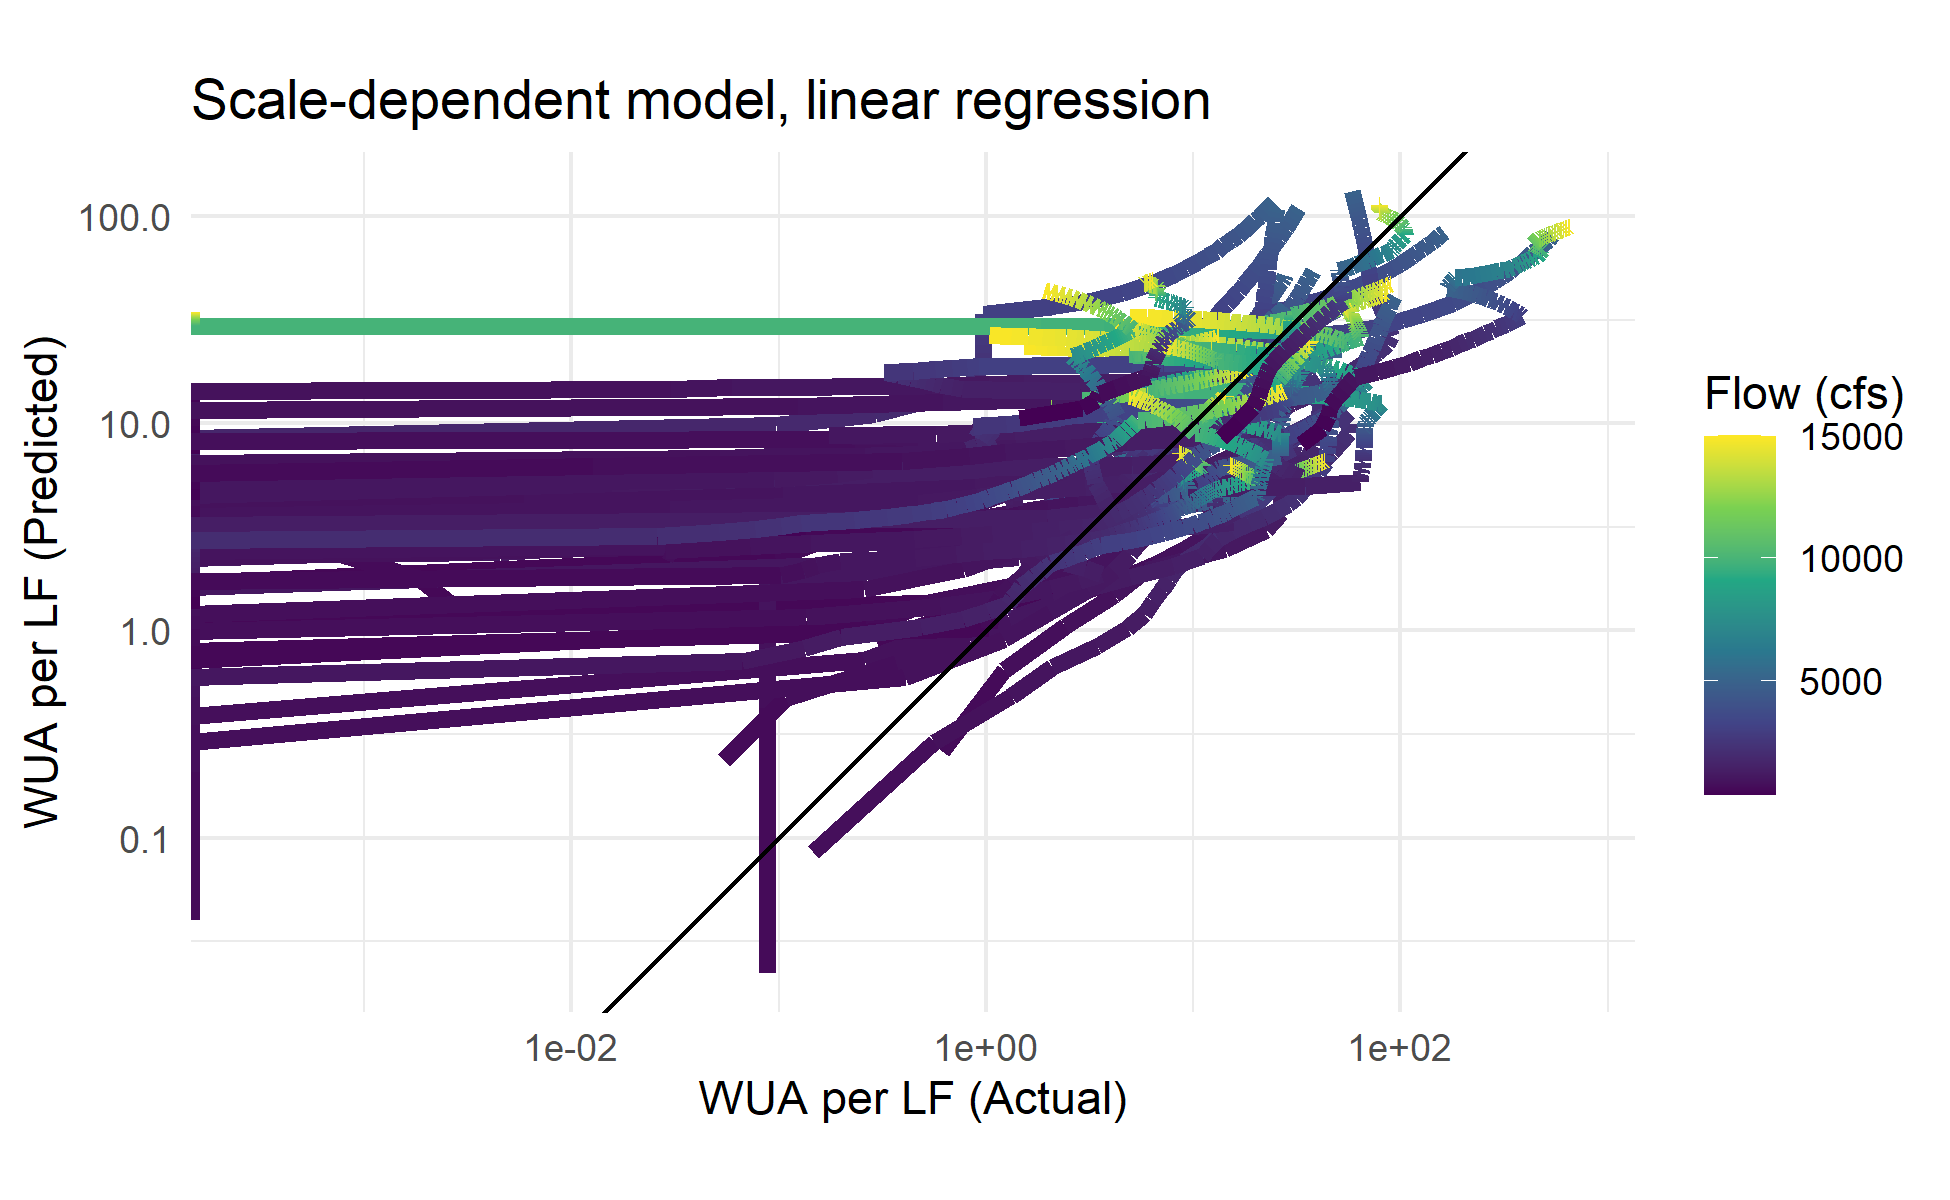 Scale-dependent model, linear regression
WUA per LF (Predicted)
100.0
10.0
1.0
0.1
1e-02
1e+00
1e+02
WUA per LF (Actual)
Flow (cfs)
15000
10000
5000